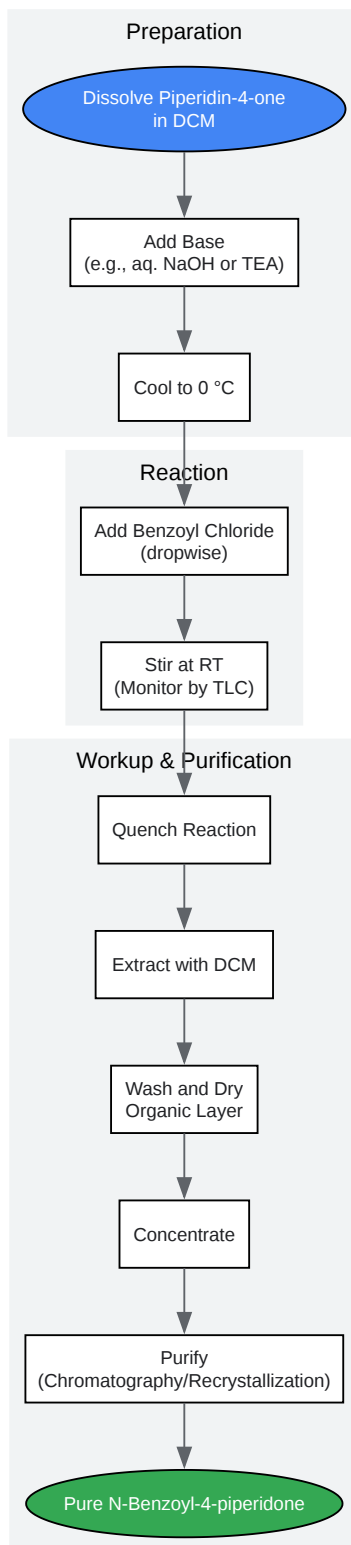 Preparation
Dissolve Piperidin-4-one
in DCM
Add Base
(e.g., aq. NaOH or TEA)
Cool to 0 °C
Reaction
Add Benzoyl Chloride
(dropwise)
Stir at RT
(Monitor by TLC)
Workup & Purification
Quench Reaction
Extract with DCM
Wash and Dry
Organic Layer
Concentrate
Purify
(Chromatography/Recrystallization)
Pure N-Benzoyl-4-piperidone